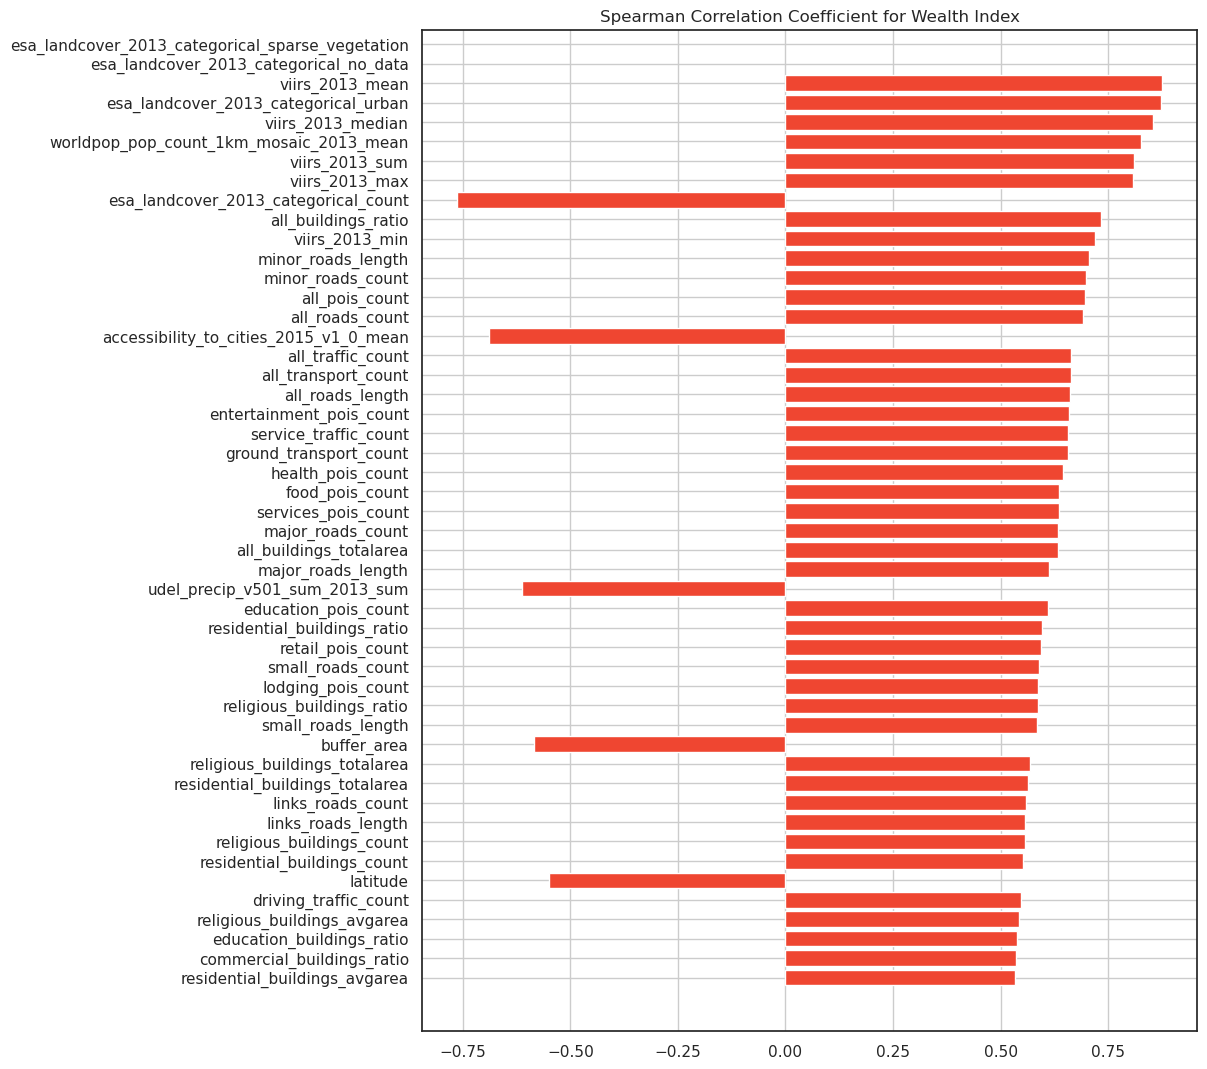 Spearman Correlation Coefficient for Wealth Index
esa_landcover_2013_categorical_sparse_vegetation
esa_landcover_2013_categorical_no_data
viirs_2013_mean
esa_landcover_2013_categorical_urban
viirs_2013_median
worldpop_pop_count_1km_mosaic_2013_mean
viirs_2013_sum
viirs_2013_max
esa_landcover_2013_categorical_count
all_buildings_ratio
viirs_2013_min
minor_roads_length
minor_roads_count
all_pois_count
all_roads_count
accessibility_to_cities_2015_v1_0_mean
all_traffic_count
all_transport_count
all_roads_length
entertainment_pois_count
service_traffic_count
ground_transport_count
health_pois_count
food_pois_count
services_pois_count
major_roads_count
all_buildings_totalarea
major_roads_length
udel_precip_v501_sum_2013_sum
education_pois_count
residential_buildings_ratio
retail_pois_count
small_roads_count
lodging_pois_count
religious_buildings_ratio
small_roads_length
buffer_area
religious_buildings_totalarea
residential_buildings_totalarea
links_roads_count
links_roads_length
religious_buildings_count
residential_buildings_count
latitude
driving_traffic_count
religious_buildings_avgarea
education_buildings_ratio
commercial_buildings_ratio
residential_buildings_avgarea
−0.75 −0.50 −0.25 0.00 0.25 0.50 0.75